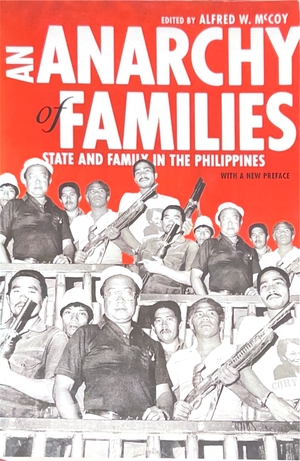 EDITED BY ALFRED W. McCOY
AN ANARCHY
of FAMILIES
STATE AND FAMILY IN THE PHILIPPINES
WITH A NEW PREFACE